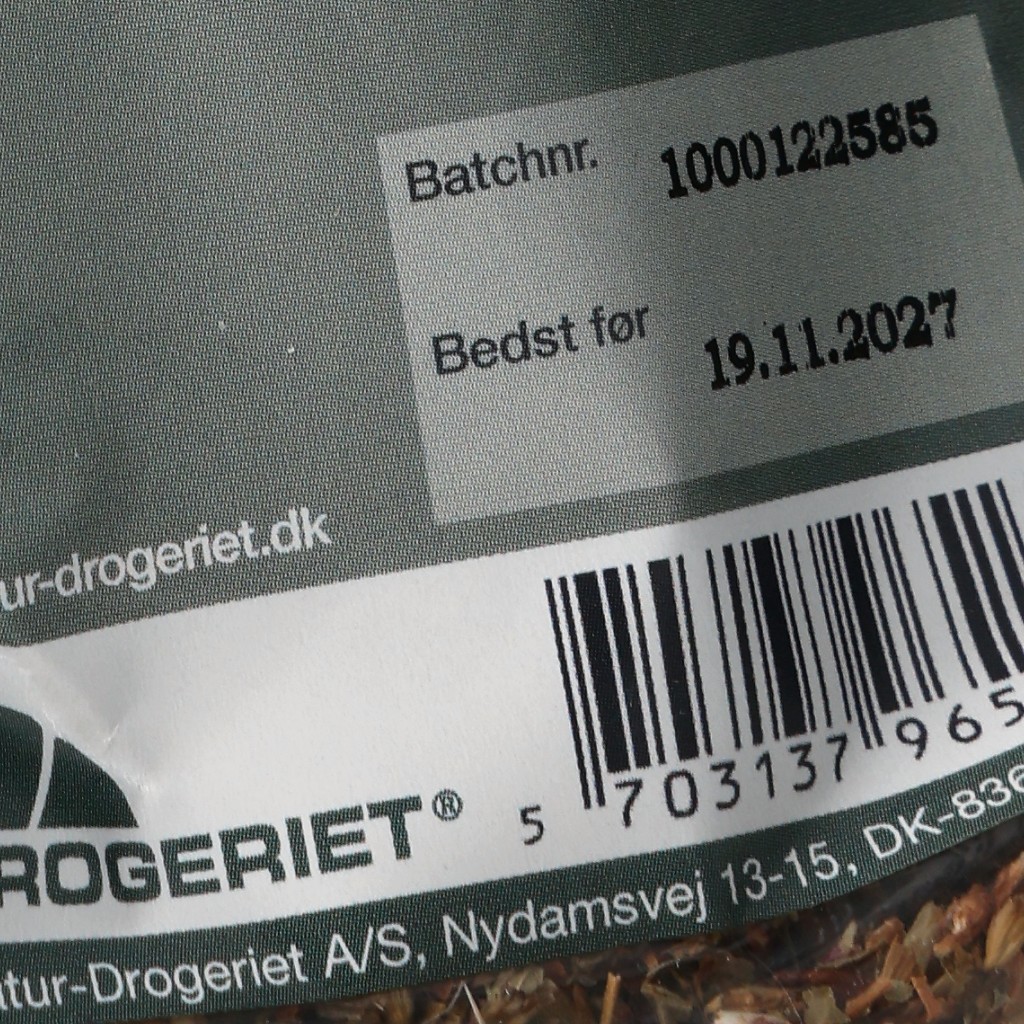 Batchnr. 1000122585
Bedst før 19.11.2027
ur-drogeriet.dk
5 703137 965
ROGERIET®
tur-Drogeriet A/S, Nydamsvej 13-15, DK-836